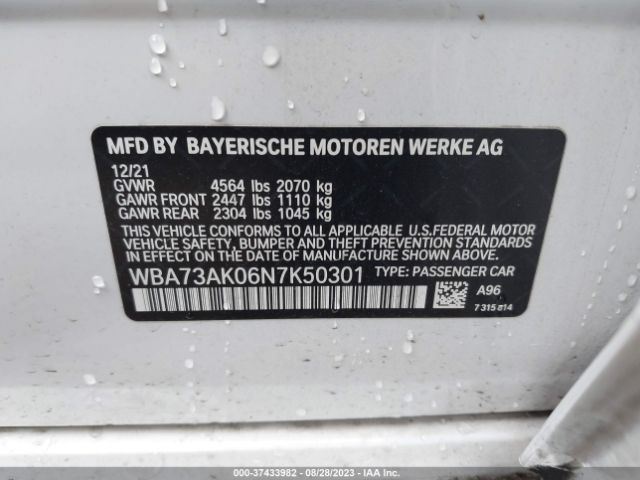 MFD BY BAYERISCHE MOTOREN WERKE AG
12/21
GVWR 4564 lbs 2070 kg
GAWR FRONT 2447 lbs 1110 kg
GAWR REAR 2304 lbs 1045 kg
THIS VEHICLE CONFORMS TO ALL APPLICABLE U.S.FEDERAL MOTOR
VEHICLE SAFETY, BUMPER AND THEFT PREVENTION STANDARDS
IN EFFECT ON THE DATE OF MANUFACTURE SHOWN ABOVE.
WBA73AK06N7K50301 TYPE: PASSENGER CAR
A96
7 315 814
000-37433982 / 08/28/2023 - IAA Inc.